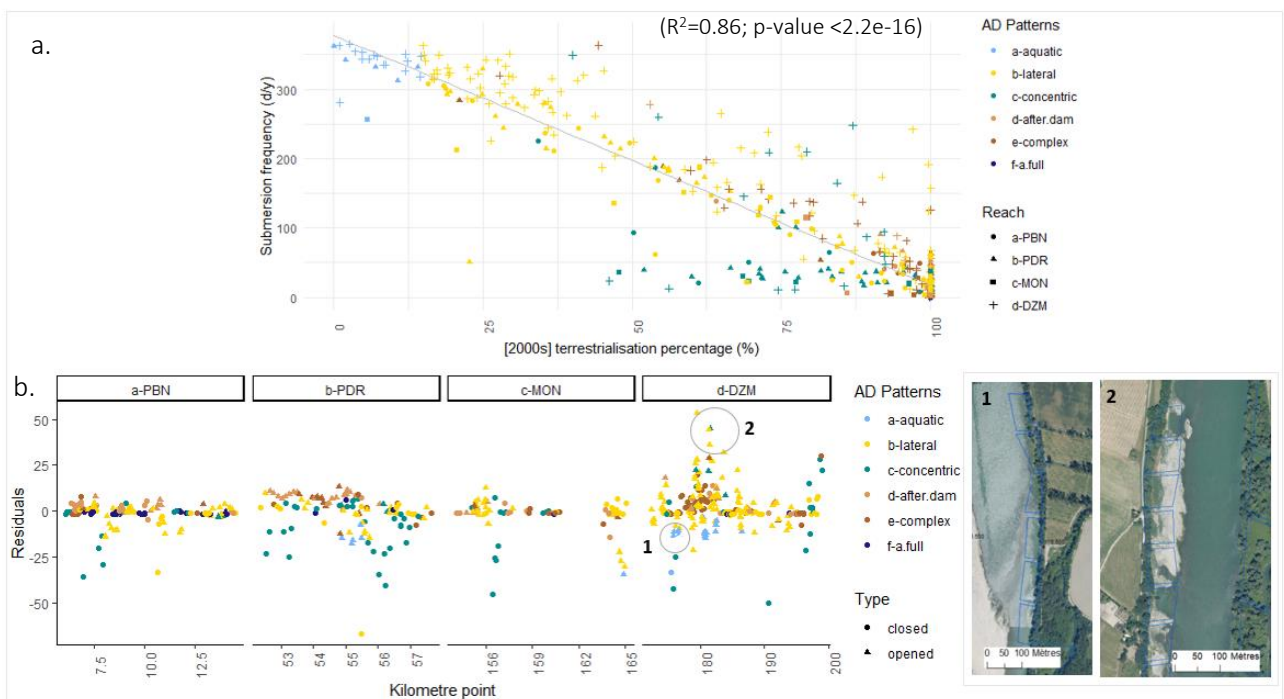 a.
(R²=0.86; p-value <2.2e-16)
Submersion frequency (d/y)
300
200
100
0
0
25
50
75
100
[2000s] terrestrialisation percentage (%)
AD Patterns
a-aquatic
b-lateral
c-concentric
d-after.dam
e-complex
f-a.full
Reach
a-PBN
b-PDR
c-MON
d-DZM
b.
a-PBN
b-PDR
c-MON
d-DZM
Residuals
50
25
0
-25
-50
2
1
7.5
10.0
12.5
53
54
55
56
57
156
159
162
165
180
190
200
Kilometre point
AD Patterns
a-aquatic
b-lateral
c-concentric
d-after.dam
e-complex
f-a.full
Type
closed
opened
1
0 50 100 Mètres
2
0 50 100 Mètres